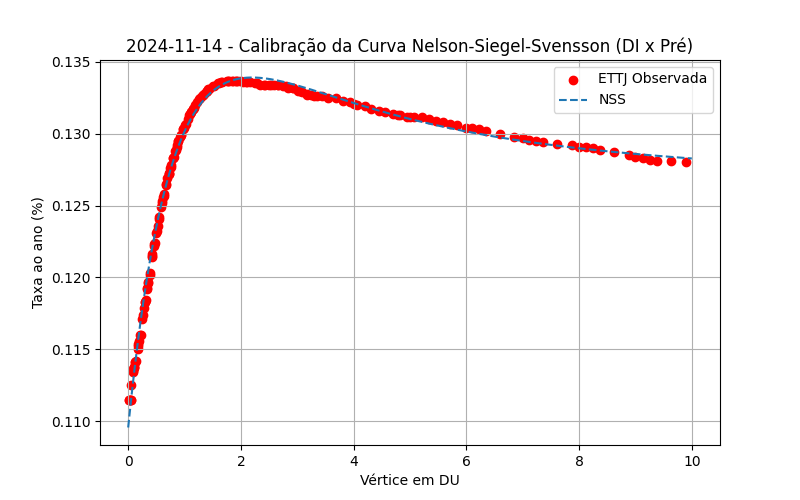 2024-11-14 - Calibração da Curva Nelson-Siegel-Svensson (DI x Pré)
0.135
0.130
0.125
0.120
0.115
0.110
Taxa ao ano (%)
ETTJ Observada
NSS
0 2 4 6 8 10
Vértice em DU